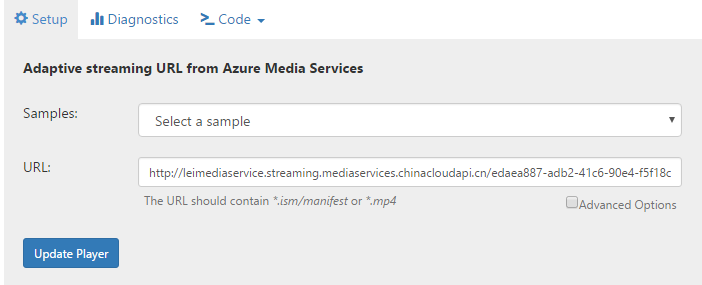 Setup Diagnostics Code
Adaptive streaming URL from Azure Media Services
Samples: Select a sample
URL: http://leimediaservice.streaming.mediaservices.chinacloudapi.cn/edaea887-adb2-41c6-90e4-f5f18c
The URL should contain *.ism/manifest or *.mp4 Advanced Options
Update Player